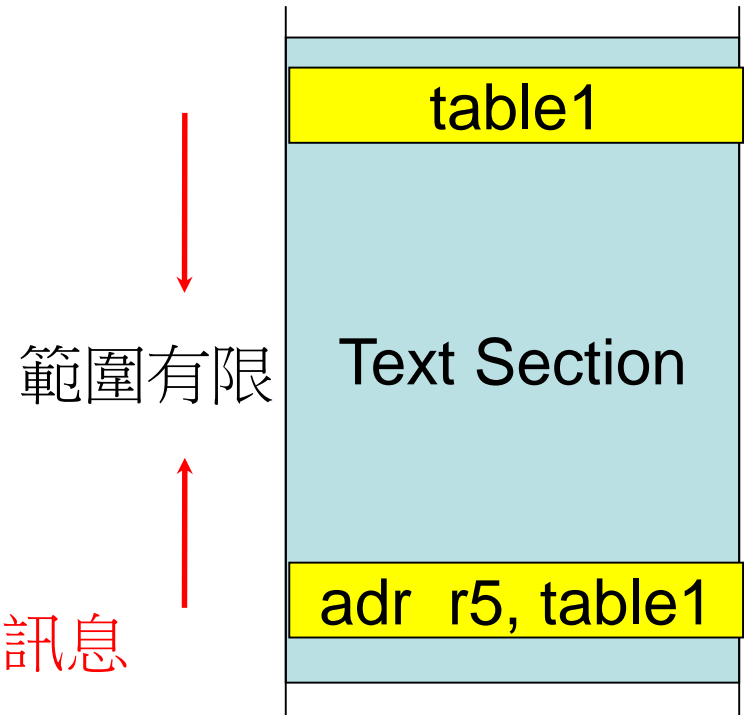 table1
範圍有限
Text Section
adr r5, table1
訊息